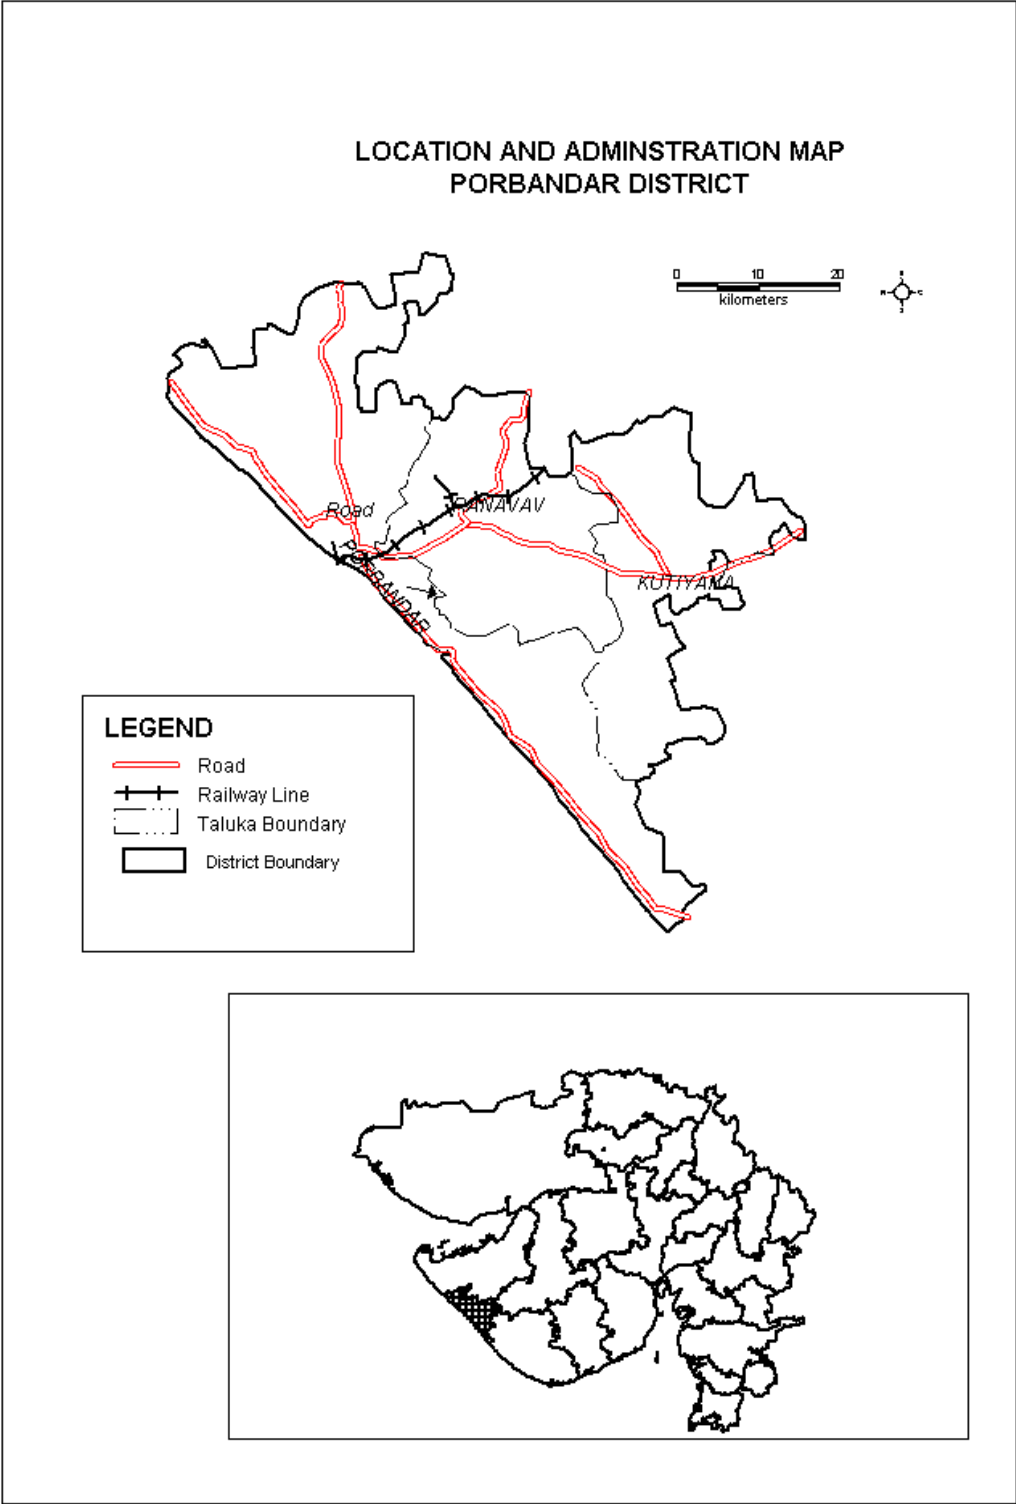 LOCATION AND ADMINSTRATION MAP
PORBANDAR DISTRICT
0 10 20
kilometers
Road
RANAVAV
PORBANDAR
KUTIYANA
LEGEND
Road
Railway Line
Taluka Boundary
District Boundary